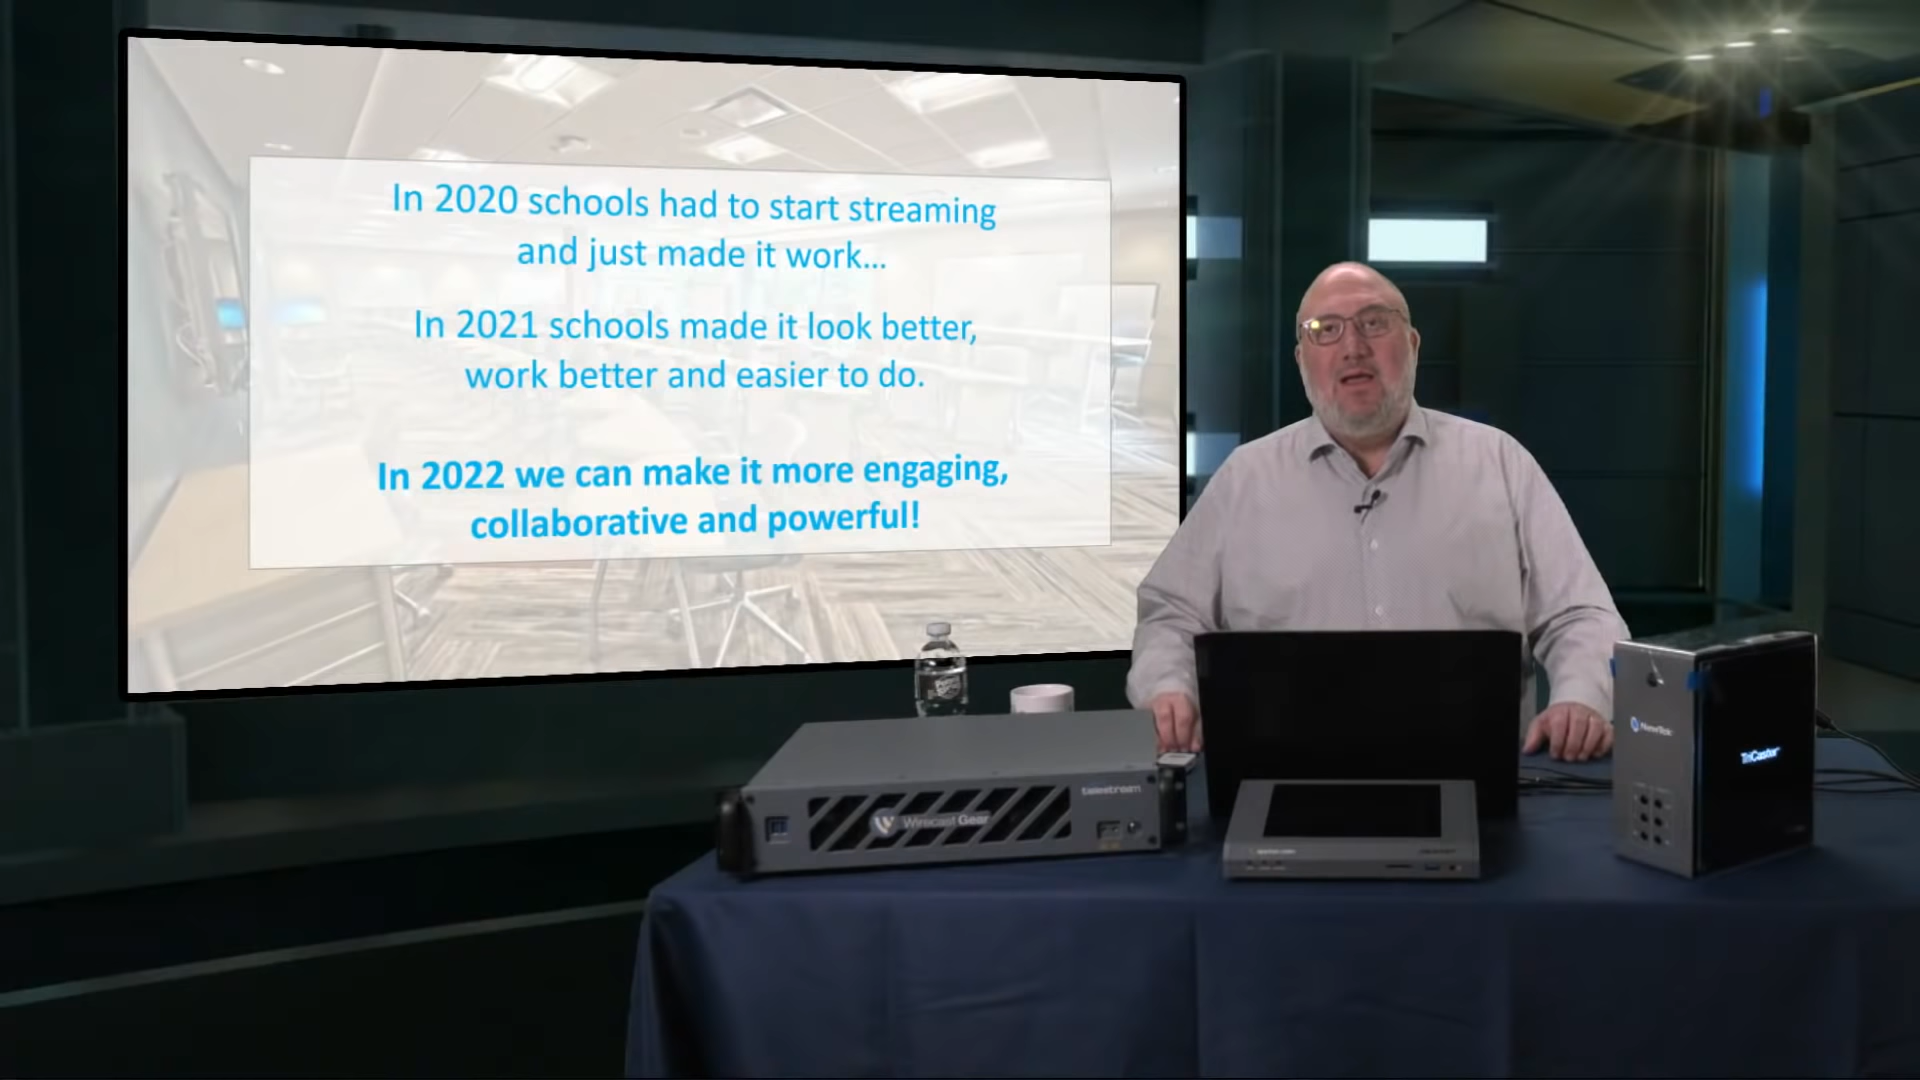 In 2020 schools had to start streaming
and just made it work...
In 2021 schools made it look better,
work better and easier to do.
In 2022 we can make it more engaging,
collaborative and powerful!
telestream
Wirecast Gear
NewTek
TriCaster